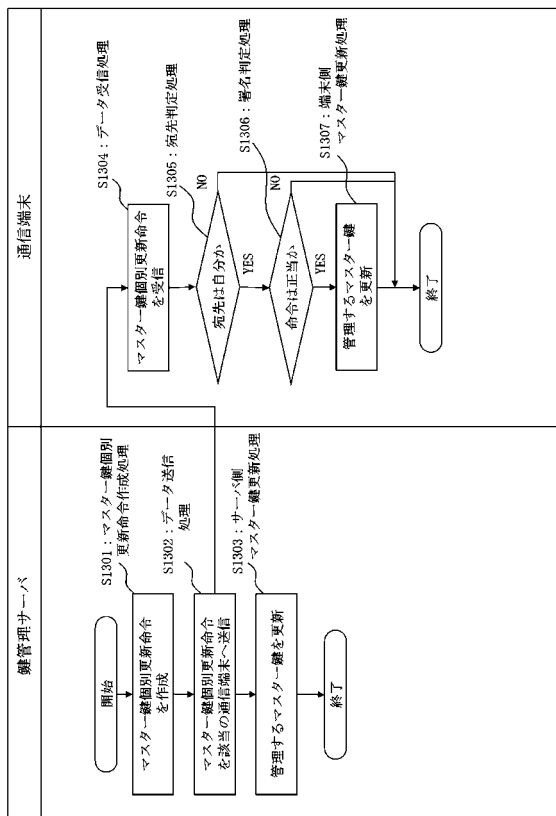 鍵管理サーバ
開始
S1301：マスター鍵個別
更新命令作成処理
マスター鍵個別更新命令
を作成
S1302：データ送信
処理
マスター鍵個別更新命令
を該当の通信端末へ送信
S1303：サーバ側
マスター鍵更新処理
管理するマスター鍵を更新
終了
通信端末
S1304：データ受信処理
マスター鍵個別更新命令
を受信
S1305：宛先判定処理
宛先は自分か
NO
YES
S1306：署名判定処理
命令は正当か
NO
YES
S1307：端末側
マスター鍵更新処理
管理するマスター鍵
を更新
終了